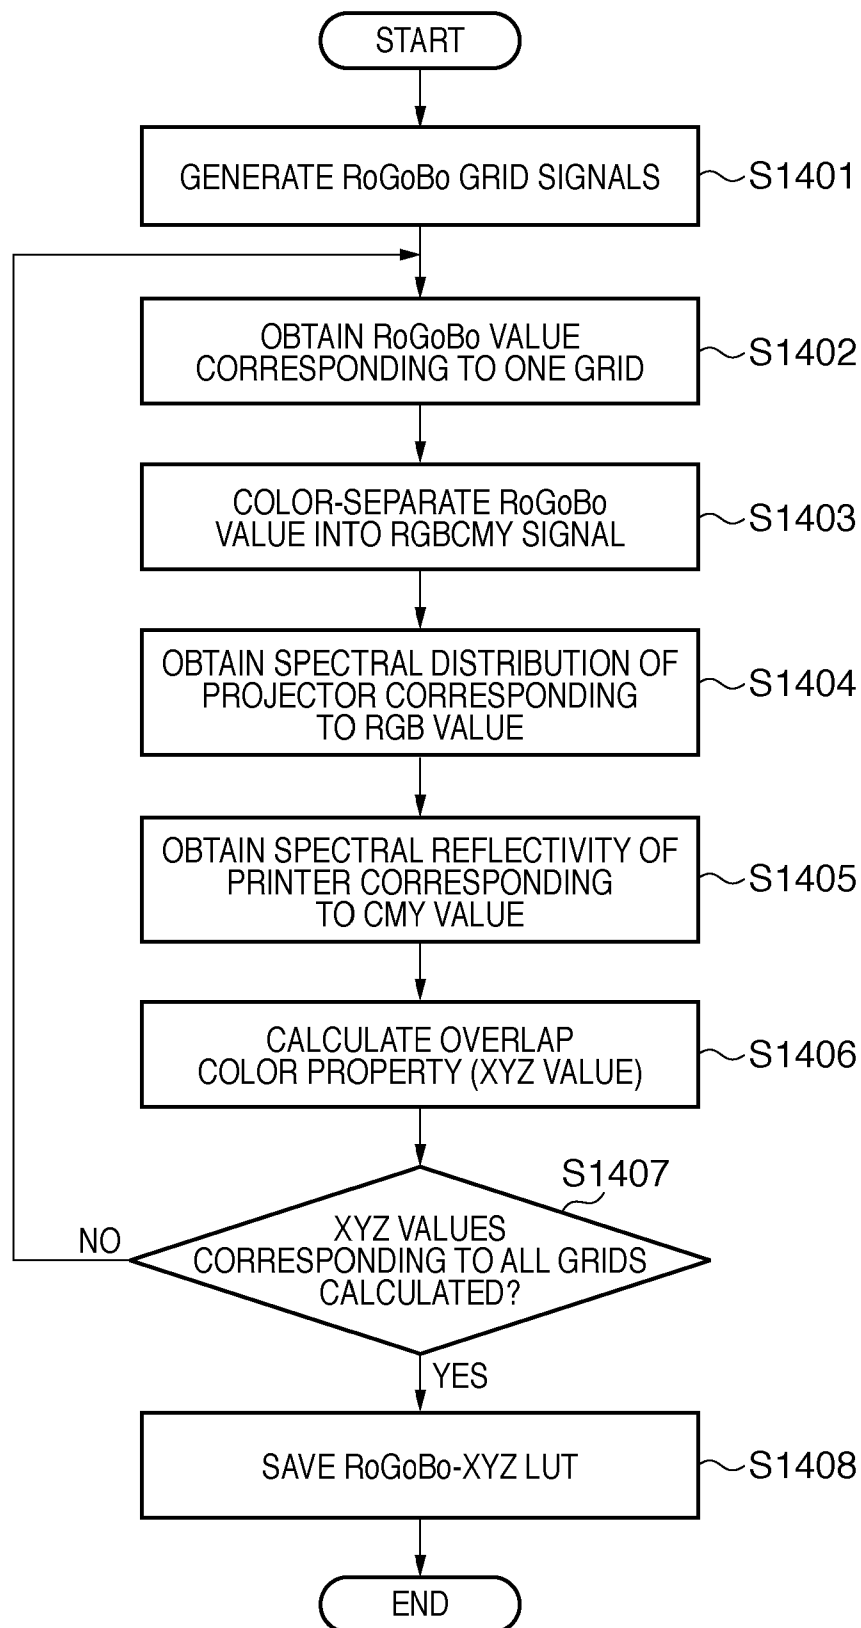 START
GENERATE RoGoBo GRID SIGNALS
S1401
OBTAIN RoGoBo VALUE
CORRESPONDING TO ONE GRID
S1402
COLOR-SEPARATE RoGoBo
VALUE INTO RGBCMY SIGNAL
S1403
OBTAIN SPECTRAL DISTRIBUTION OF
PROJECTOR CORRESPONDING
TO RGB VALUE
S1404
OBTAIN SPECTRAL REFLECTIVITY OF
PRINTER CORRESPONDING
TO CMY VALUE
S1405
CALCULATE OVERLAP
COLOR PROPERTY (XYZ VALUE)
S1406
S1407
XYZ VALUES
CORRESPONDING TO ALL GRIDS
CALCULATED?
NO
YES
SAVE RoGoBo-XYZ LUT
S1408
END